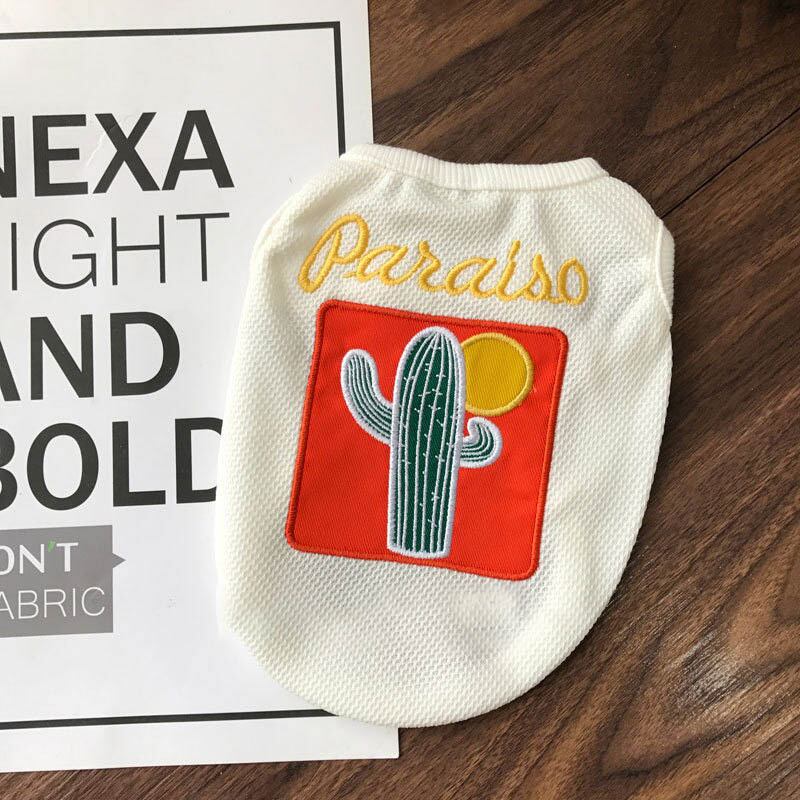 NEXA
IGHT
AND
BOLD
ON'T
ABRIC
Paraiso